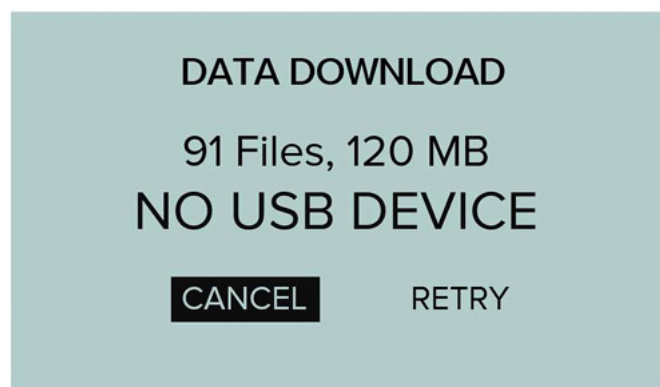 DATA DOWNLOAD
91 Files, 120 MB
NO USB DEVICE
CANCEL RETRY